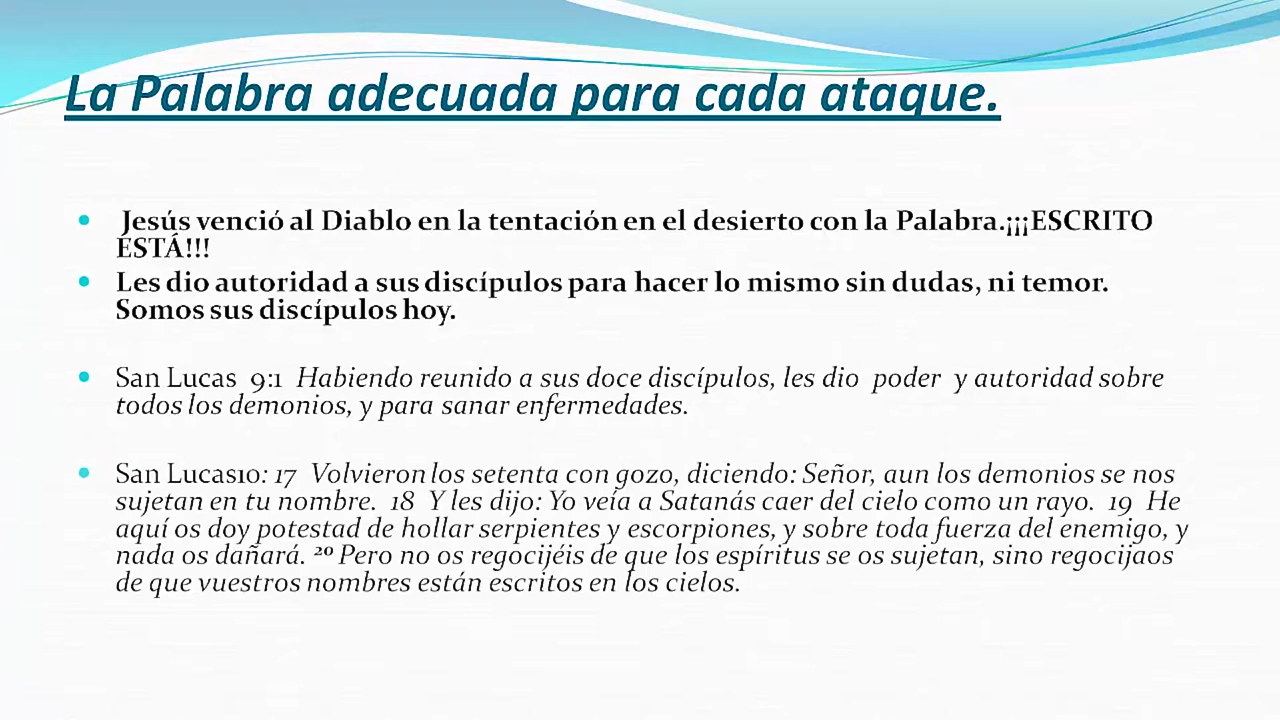 La Palabra adecuada para cada ataque.
• Jesús venció al Diablo en la tentación en el desierto con la Palabra.¡¡¡ESCRITO
ESTÁ!!!
• Les dio autoridad a sus discípulos para hacer lo mismo sin dudas, ni temor.
Somos sus discípulos hoy.
• San Lucas 9:1 Habiendo reunido a sus doce discípulos, les dio poder y autoridad sobre
todos los demonios, y para sanar enfermedades.
• San Lucas10: 17 Volvieron los setenta con gozo, diciendo: Señor, aun los demonios se nos
sujetan en tu nombre. 18 Y les dijo: Yo veía a Satanás caer del cielo como un rayo. 19 He
aquí os doy potestad de hollar serpientes y escorpiones, y sobre toda fuerza del enemigo, y
nada os dañará. ²⁰ Pero no os regocijéis de que los espíritus se os sujetan, sino regocijaos
de que vuestros nombres están escritos en los cielos.